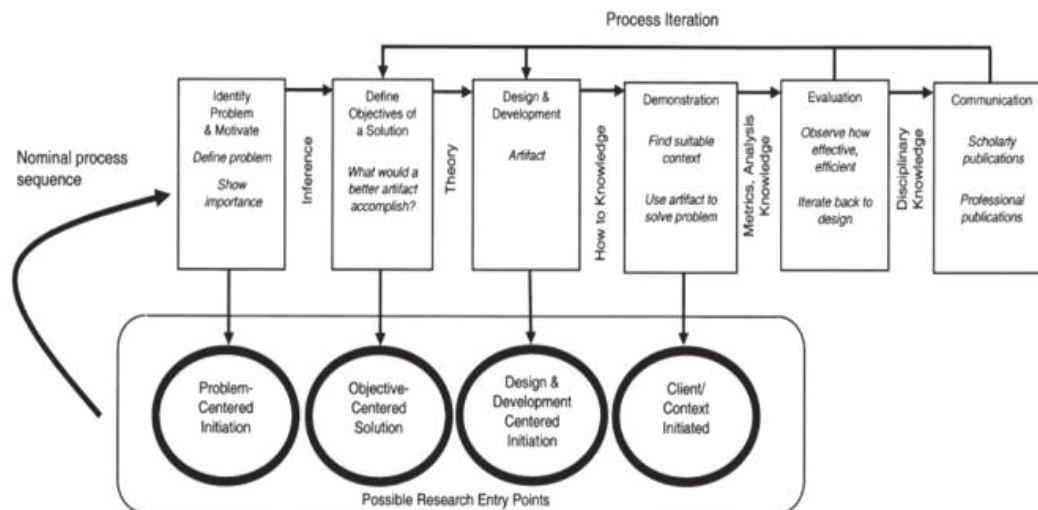 Process Iteration
Nominal process
sequence
Identify
Problem
& Motivate
Define problem
Show
importance
Inference
Define
Objectives of
a Solution
What would a
better artifact
accomplish?
Theory
Design &
Development
Artifact
How to Knowledge
Demonstration
Find suitable
context
Use artifact to
solve problem
Metrics, Analysis
Knowledge
Evaluation
Observe how
effective,
efficient
Iterate back to
design
Disciplinary
Knowledge
Communication
Scholarly
publications
Professional
publications
Problem-
Centered
Initiation
Objective-
Centered
Solution
Design &
Development
Centered
Initiation
Client/
Context
Initiated
Possible Research Entry Points